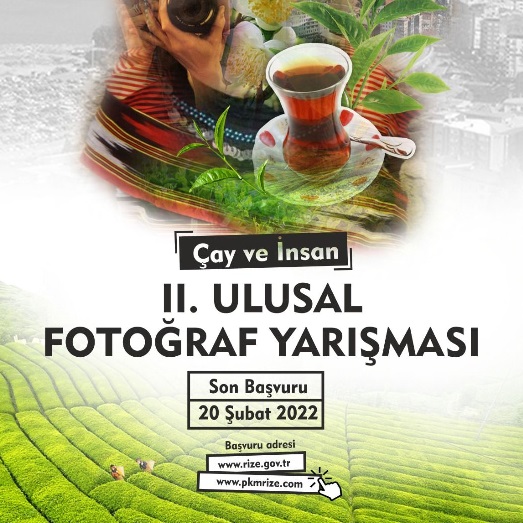 Çay ve İnsan
II. ULUSAL
FOTOĞRAF YARIŞMASI
Son Başvuru
20 Şubat 2022
Başvuru adresi
www.rize.gov.tr
www.pkmrize.com